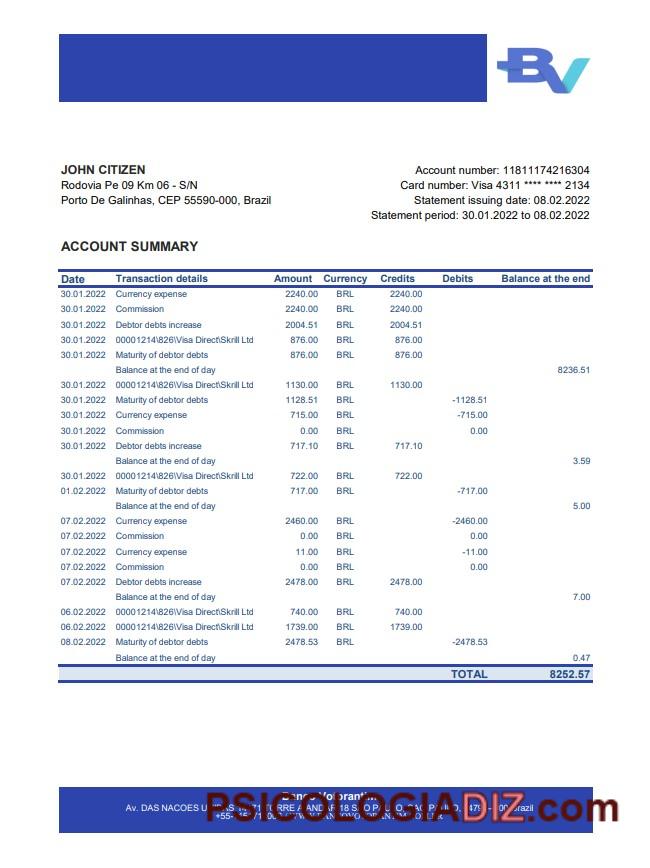 BV
JOHN CITIZEN
Rodovia Pe 09 Km 06 - S/N
Porto De Galinhas, CEP 55590-000, Brazil
Account number: 11811174216304
Card number: Visa 4311 **** **** 2134
Statement issuing date: 08.02.2022
Statement period: 30.01.2022 to 08.02.2022
ACCOUNT SUMMARY
Date Transaction details Amount Currency Credits Debits Balance at the end
30.01.2022 Currency expense 2240.00 BRL 2240.00
30.01.2022 Commission 2240.00 BRL 2240.00
30.01.2022 Debtor debts increase 2004.51 BRL 2004.51
30.01.2022 00001214\826\Visa Direct\Skrill Ltd 876.00 BRL 876.00
30.01.2022 Maturity of debtor debts 876.00 BRL 876.00
Balance at the end of day 8236.51
30.01.2022 00001214\826\Visa Direct\Skrill Ltd 1130.00 BRL 1130.00
30.01.2022 Maturity of debtor debts 1128.51 BRL -1128.51
30.01.2022 Currency expense 715.00 BRL -715.00
30.01.2022 Commission 0.00 BRL 0.00
30.01.2022 Debtor debts increase 717.10 BRL 717.10
Balance at the end of day 3.59
30.01.2022 00001214\826\Visa Direct\Skrill Ltd 722.00 BRL 722.00
01.02.2022 Maturity of debtor debts 717.00 BRL -717.00
Balance at the end of day 5.00
07.02.2022 Currency expense 2460.00 BRL -2460.00
07.02.2022 Commission 0.00 BRL 0.00
07.02.2022 Currency expense 11.00 BRL -11.00
07.02.2022 Commission 0.00 BRL 0.00
07.02.2022 Debtor debts increase 2478.00 BRL 2478.00
Balance at the end of day 7.00
06.02.2022 00001214\826\Visa Direct\Skrill Ltd 740.00 BRL 740.00
06.02.2022 00001214\826\Visa Direct\Skrill Ltd 1739.00 BRL 1739.00
08.02.2022 Maturity of debtor debts 2478.53 BRL -2478.53
Balance at the end of day 0.47
TOTAL 8252.57
Av. DAS NACOES
PSICOLOGIADIZ.com